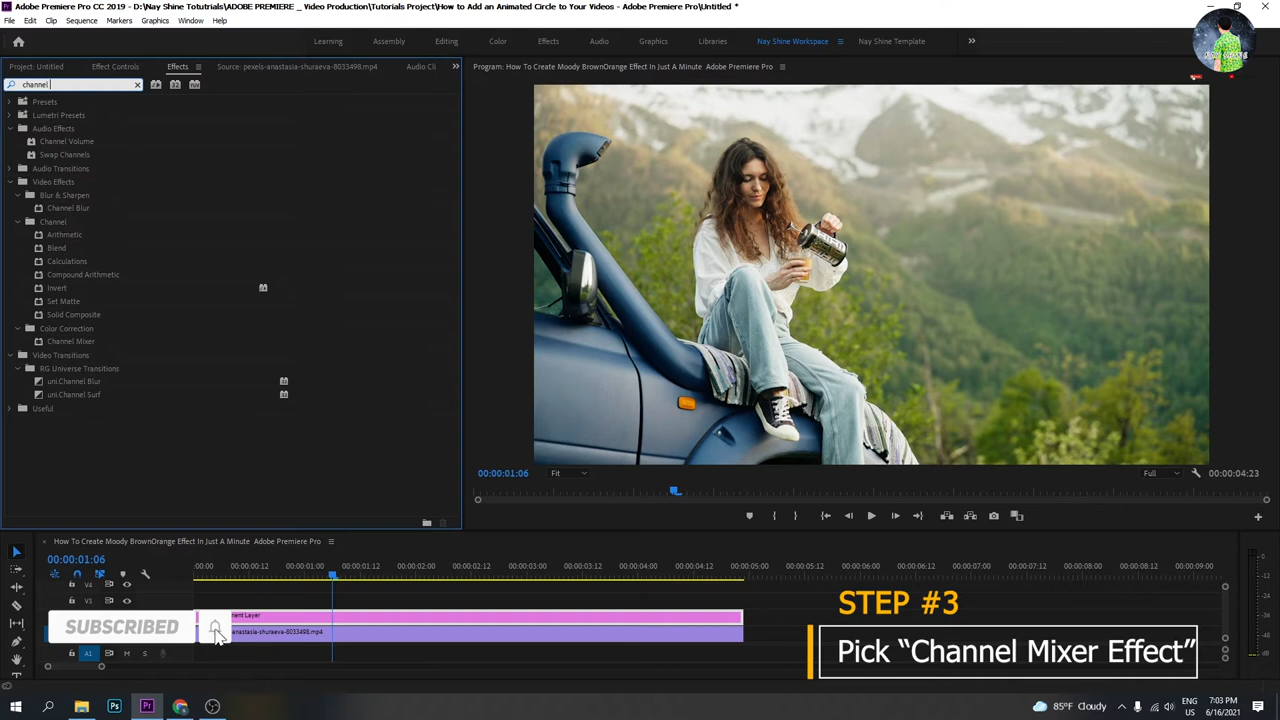 Adobe Premiere Pro CC 2019 - D:\Nay Shine Totutrials\ADOBE PREMIERE _ Video Production\Tutorials Project\How to Add an Animated Circle to Your Videos - Adobe Premiere Pro\Untitled *
File Edit Clip Sequence Markers Graphics Window Help
Learning Assembly Editing Color Effects Audio Graphics Libraries Nay Shine Workspace Nay Shine Template
Project: Untitled Effect Controls Effects Source: pexels-anastasia-shuraeva-8033498.mp4 Audio Cli
Program: How To Create Moody BrownOrange Effect In Just A Minute Adobe Premiere Pro
channel
Presets
Lumetri Presets
Audio Effects
Channel Volume
Swap Channels
Audio Transitions
Video Effects
Blur & Sharpen
Channel Blur
Channel
Arithmetic
Blend
Calculations
Compound Arithmetic
Invert
Set Matte
Solid Composite
Color Correction
Channel Mixer
Video Transitions
RG Universe Transitions
uni.Channel Blur
uni.Channel Surf
Useful
00:00:01:06 Fit Full 00:00:04:23
How To Create Moody BrownOrange Effect In Just A Minute Adobe Premiere Pro
00:00:01:06
:00:00 00:00:00:12 00:00:01:00 00:00:01:12 00:00:02:00 00:00:02:12 00:00:03:00 00:00:03:12 00:00:04:00 00:00:04:12 00:00:05:00 00:00:05:12 00:00:06:00 00:00:06:12 00:00:07:00 00:00:07:12 00:00:08:00 00:00:08:12 00:00:09:00
V4
V3
ment Layer
anastasia-shuraeva-8033498.mp4
A1 M S
SUBSCRIBED
STEP #3
Pick “Channel Mixer Effect”
85°F Cloudy
US
7:03 PM
6/16/2021